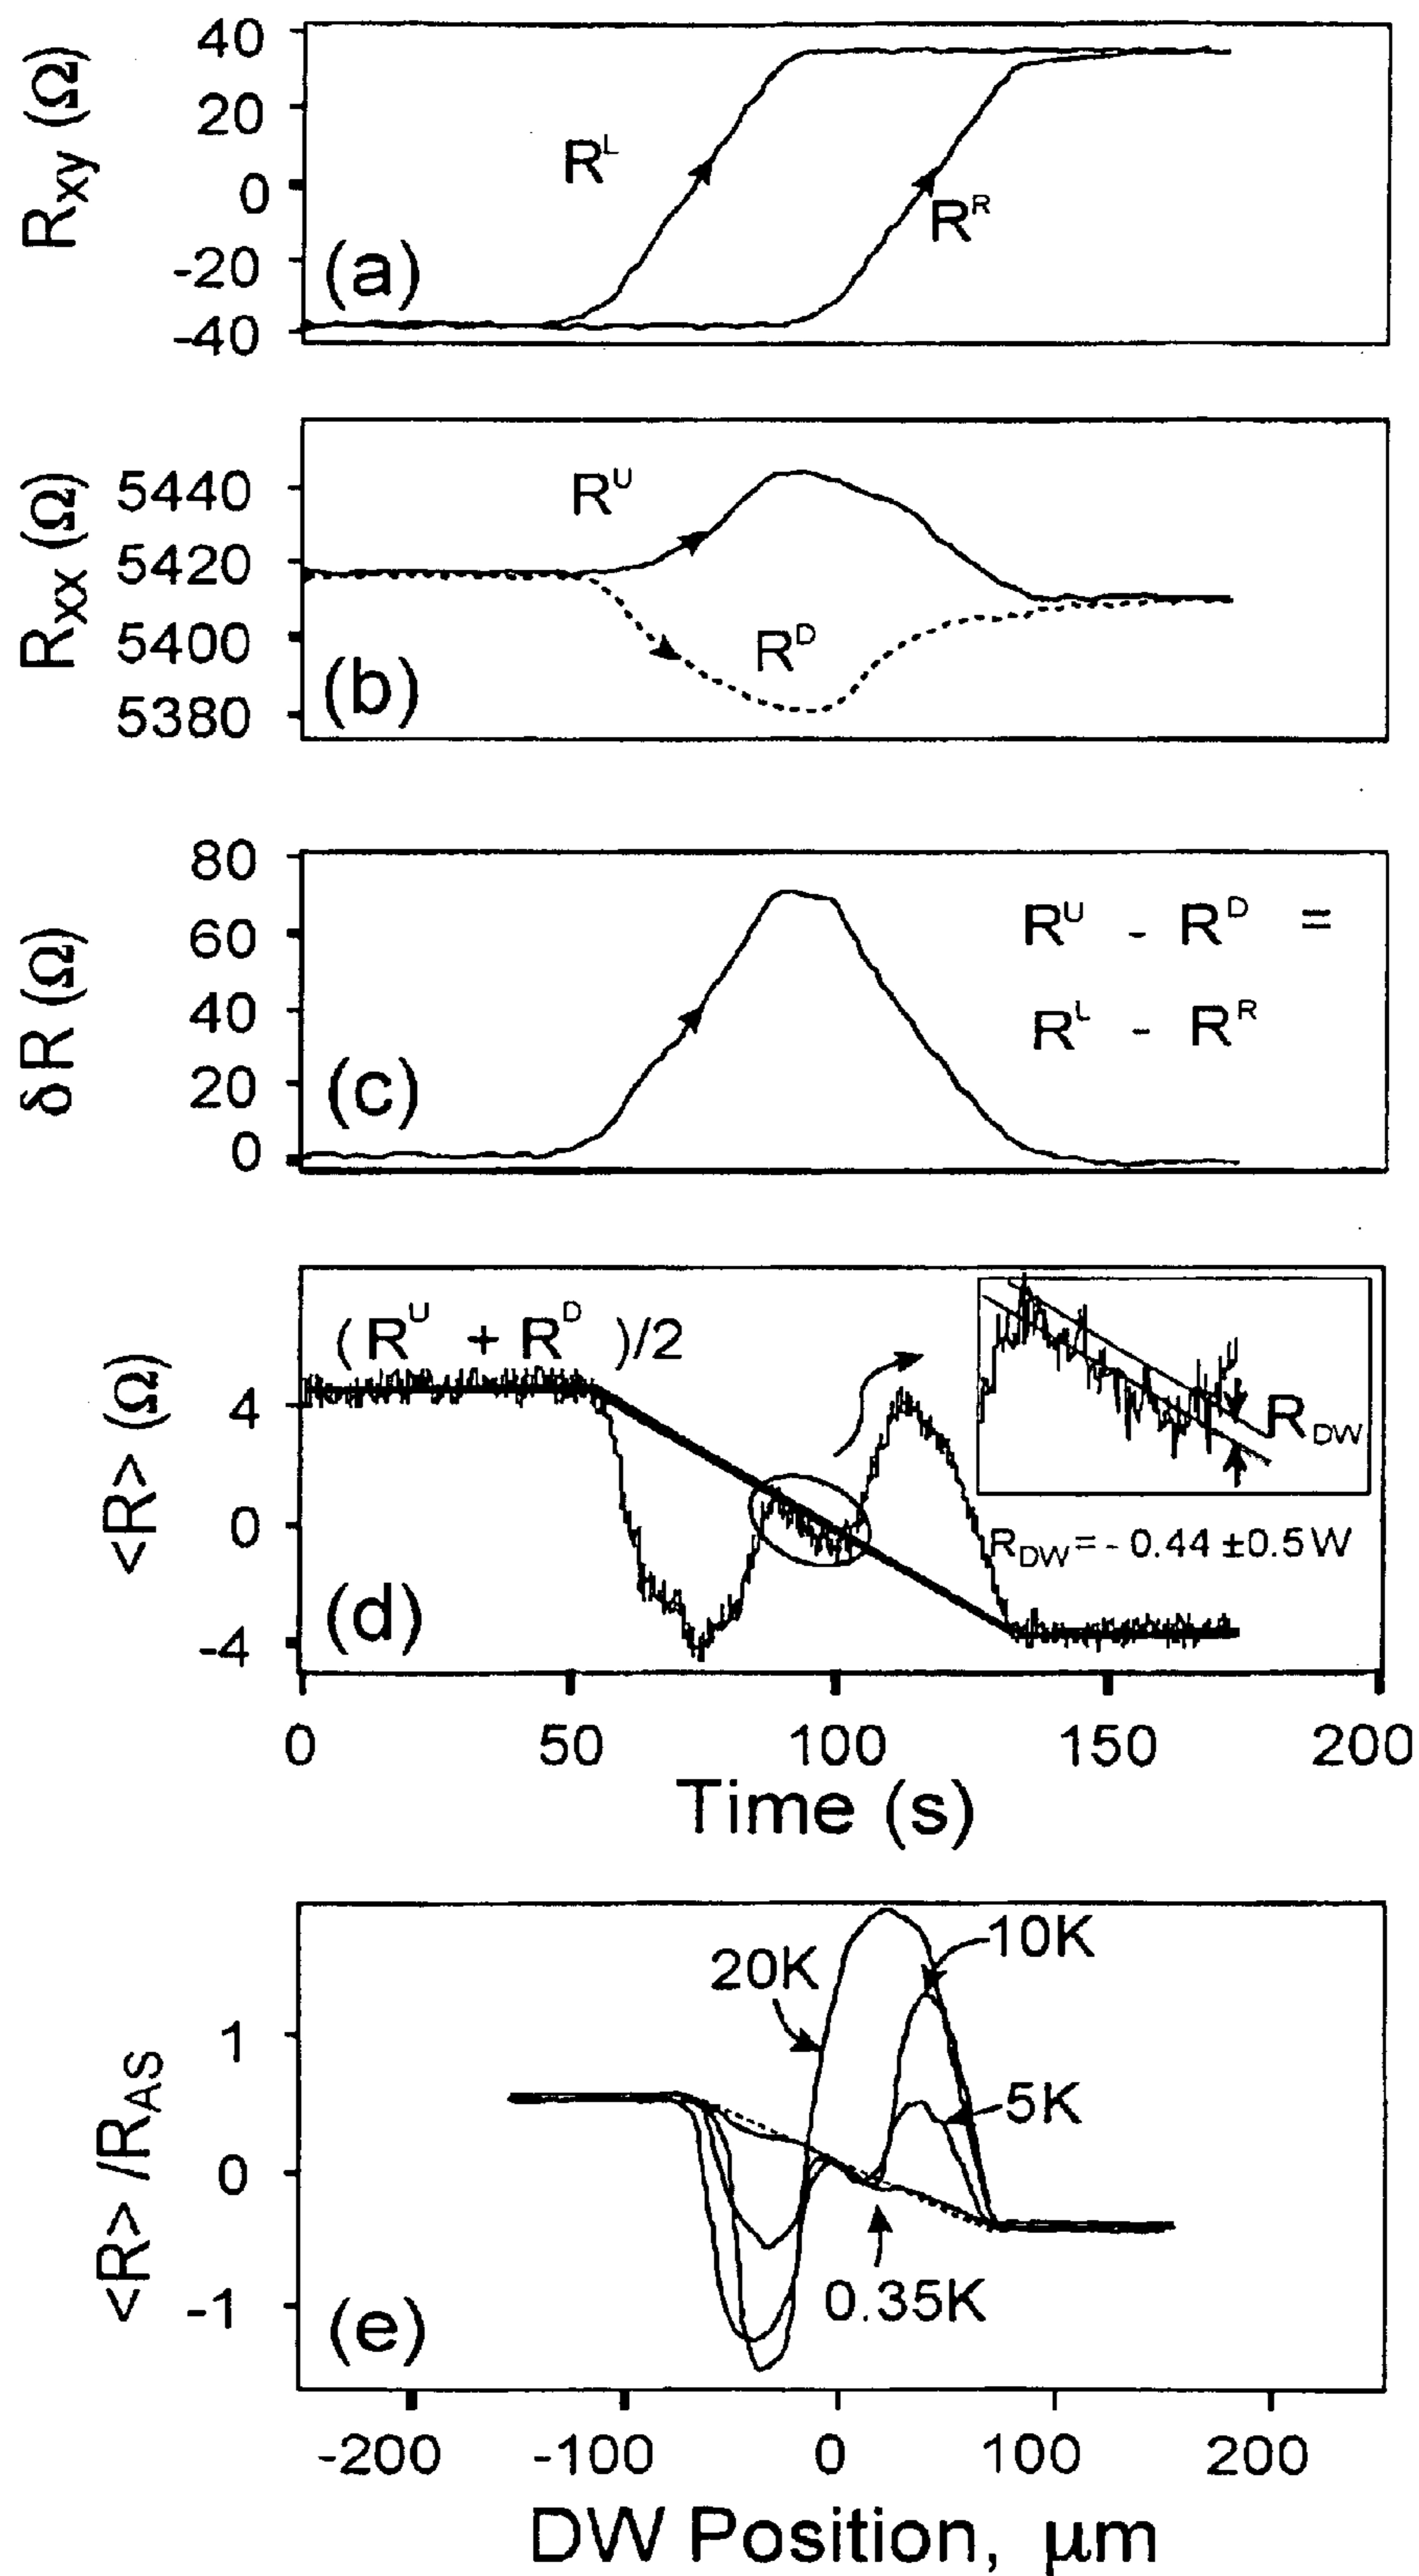 40
20
0
-20
-40
Rxy (Ω)
R^L
R^R
(a)
5440
5420
5400
5380
Rxx (Ω)
R^U
R^D
(b)
80
60
40
20
0
δR (Ω)
R^U - R^D =
R^L - R^R
(c)
4
0
-4
<R> (Ω)
(R^U + R^D)/2
R_DW
R_DW = - 0.44 ±0.5 W
(d)
0 50 100 150 200
Time (s)
1
0
-1
<R> /R_AS
20K
10K
5K
0.35K
(e)
-200 -100 0 100 200
DW Position, μm